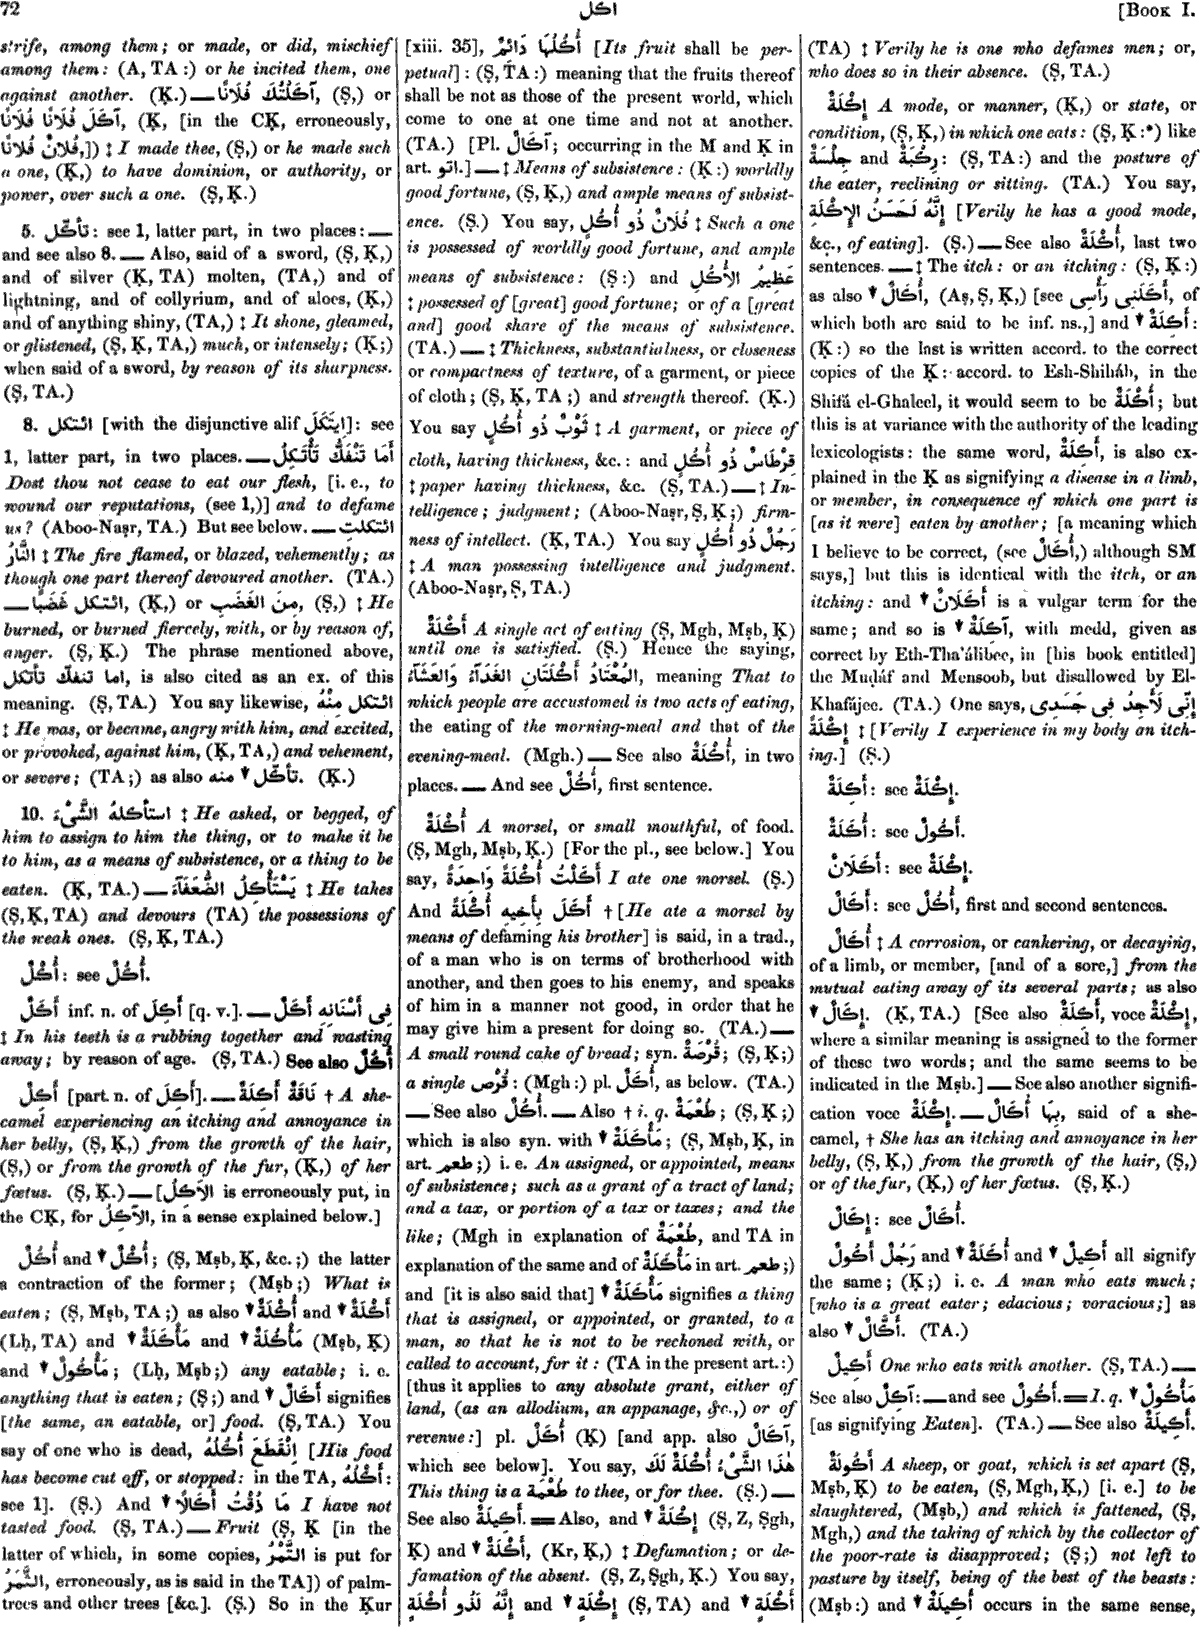 72
اكل
[Book I.
strife, among them; or made, or did, mischief
among them: (A, TA:) or he incited them, one
against another. (Ḳ.) — آكَلْتُكَ فُلَانًا, (Ṣ,) or
آكَلَ فُلَانًا فُلَانًا, (Ḳ, [in the CḲ, erroneously,
فُلَانٌ فُلَانًا,]) ‡ I made thee, (Ṣ,) or he made such
a one, (Ḳ,) to have dominion, or authority, or
power, over such a one. (Ṣ, Ḳ.)
5. تأكّل: see 1, latter part, in two places: —
and see also 8. — Also, said of a sword, (Ṣ, Ḳ,)
and of silver (Ḳ, TA) molten, (TA,) and of
lightning, and of collyrium, and of aloes, (Ḳ,)
and of anything shiny, (TA,) ‡ It shone, gleamed,
or glistened, (Ṣ, Ḳ, TA,) much, or intensely; (Ḳ;)
when said of a sword, by reason of its sharpness.
(Ṣ, TA.)
8. ائتكل [with the disjunctive alif اِيتَكَلَ]: see
1, latter part, in two places. — أَمَا تَنْفَكُّ تَأْتَكِلُ
Dost thou not cease to eat our flesh, [i. e., to
wound our reputations, (see 1,)] and to defame
us? (Aboo-Naṣr, TA.) But see below. — ائتكلت
النَّارُ ‡ The fire flamed, or blazed, vehemently; as
though one part thereof devoured another. (TA.)
— ائتكل غَضَبًا, (Ḳ,) or مِنَ الغَضَبِ, (Ṣ,) ‡ He
burned, or burned fiercely, with, or by reason of,
anger. (Ṣ, Ḳ.) The phrase mentioned above,
اما تنفكّ تأتكل, is also cited as an ex. of this
meaning. (Ṣ, TA.) You say likewise, ائتكل مِنْهُ
‡ He was, or became, angry with him, and excited,
or provoked, against him, (Ḳ, TA,) and vehement,
or severe; (TA;) as also منه ▼ تأكّل. (Ḳ.)
10. استأكلهُ الشَّىْءَ ‡ He asked, or begged, of
him to assign to him the thing, or to make it be
to him, as a means of subsistence, or a thing to be
eaten. (Ḳ, TA.) — يَسْتَأْكِلُ الضُّعَفَآءَ ‡ He takes
(Ṣ, Ḳ, TA) and devours (TA) the possessions of
the weak ones. (Ṣ, Ḳ, TA.)
أُكْلٌ: see أُكُلٌ.
أَكَلٌ inf. n. of أَكِلَ [q. v.]. — فِى أَسْنَانِهِ أَكَلٌ
‡ In his teeth is a rubbing together and wasting
away; by reason of age. (Ṣ, TA.) See also أُكُلٌ
أَكِلٌ [part. n. of أَكِلَ]. — نَاقَةٌ أَكِلَةٌ † A she-
camel experiencing an itching and annoyance in
her belly, (Ṣ, Ḳ,) from the growth of the hair,
(Ṣ,) or from the growth of the fur, (Ḳ,) of her
fœtus. (Ṣ, Ḳ.) — [الأَكِلُ is erroneously put, in
the CḲ, for الآكِلُ, in a sense explained below.]
أُكُلٌ and ▼ أُكْلٌ; (Ṣ, Mṣb, Ḳ, &c.;) the latter
a contraction of the former; (Mṣb;) What is
eaten; (Ṣ, Mṣb, TA;) as also ▼ أُكْلَةٌ and ▼ أَكْلَةٌ
(Lḥ, TA) and ▼ مَأْكَلَةٌ and ▼ مَأْكُلَةٌ (Mṣb, Ḳ)
and ▼ مَأْكُولٌ; (Lḥ, Mṣb;) any eatable; i. e.
anything that is eaten; (Ṣ;) and ▼ أَكَالٌ signifies
[the same, an eatable, or] food. (Ṣ, TA.) You
say of one who is dead, اِنْقَطَعَ أُكُلُهُ [His food
has become cut off, or stopped: in the TA, أُكْلُهُ:
see 1]. (Ṣ.) And مَا ذُقْتُ أَكَالًا ▼ I have not
tasted food. (Ṣ, TA.) — Fruit (Ṣ, Ḳ [in the
latter of which, in some copies, التَّمْرُ is put for
الثَّمَرُ, erroneously, as is said in the TA]) of palm-
trees and other trees [&c.]. (Ṣ.) So in the Ḳur
[xiii. 35], أُكُلُهَا دَائِمٌ [Its fruit shall be per-
petual]: (Ṣ, TA:) meaning that the fruits thereof
shall be not as those of the present world, which
come to one at one time and not at another.
(TA.) [Pl. آكَالٌ; occurring in the M and Ḳ in
art. اتو.] — ‡ Means of subsistence: (Ḳ:) worldly
good fortune, (Ṣ, Ḳ,) and ample means of subsist-
ence. (Ṣ.) You say, فُلَانٌ ذُو أُكُلٍ ‡ Such a one
is possessed of worldly good fortune, and ample
means of subsistence: (Ṣ:) and عَظِيمُ الأُكُلِ
‡ possessed of [great] good fortune; or of a [great
and] good share of the means of subsistence.
(TA.) — ‡ Thickness, substantialness, or closeness
or compactness of texture, of a garment, or piece
of cloth; (Ṣ, Ḳ, TA;) and strength thereof. (Ḳ.)
You say ثَوْبٌ ذُو أُكُلٍ ‡ A garment, or piece of
cloth, having thickness, &c.: and قِرْطَاسٌ ذُو أُكُلٍ
‡ paper having thickness, &c. (Ṣ, TA.) — ‡ In-
telligence; judgment; (Aboo-Naṣr, Ṣ, Ḳ;) firm-
ness of intellect. (Ḳ, TA.) You say رَجُلٌ ذُو أُكُلٍ
‡ A man possessing intelligence and judgment.
(Aboo-Naṣr, Ṣ, TA.)
أَكْلَةٌ A single act of eating (Ṣ, Mgh, Mṣb, Ḳ)
until one is satisfied. (Ṣ.) Hence the saying,
المُعْتَادُ أَكْلَتَانِ الغَدَآءُ وَالعَشَآءُ, meaning That to
which people are accustomed is two acts of eating,
the eating of the morning-meal and that of the
evening-meal. (Mgh.) — See also أُكْلَةٌ, in two
places. — And see أُكُلٌ, first sentence.
أُكْلَةٌ A morsel, or small mouthful, of food.
(Ṣ, Mgh, Mṣb, Ḳ.) [For the pl., see below.] You
say, أَكَلْتُ أُكْلَةً وَاحِدَةً I ate one morsel. (Ṣ.)
And أَكَلَ بِأَخِيهِ أُكْلَةً † [He ate a morsel by
means of defaming his brother] is said, in a trad.,
of a man who is on terms of brotherhood with
another, and then goes to his enemy, and speaks
of him in a manner not good, in order that he
may give him a present for doing so. (TA.) —
A small round cake of bread; syn. قُرْصَةٌ; (Ṣ, Ḳ;)
a single قُرْص: (Mgh:) pl. أُكَلٌ, as below. (TA.)
— See also أُكُلٌ. — Also † i. q. طُعْمَةٌ; (Ṣ, Ḳ;)
which is also syn. with ▼ مَأْكَلَةٌ; (Ṣ, Mṣb, Ḳ, in
art. طعم;) i. e. An assigned, or appointed, means
of subsistence; such as a grant of a tract of land;
and a tax, or portion of a tax or taxes; and the
like; (Mgh in explanation of طُعْمَةٌ, and TA in
explanation of the same and of مَأْكَلَةٌ in art. طعم;)
and [it is also said that] ▼ مَأْكَلَةٌ signifies a thing
that is assigned, or appointed, or granted, to a
man, so that he is not to be reckoned with, or
called to account, for it: (TA in the present art.:)
[thus it applies to any absolute grant, either of
land, (as an allodium, an appanage, &c.,) or of
revenue:] pl. أُكَلٌ (Ḳ) [and app. also آكَالٌ,
which see below]. You say, هٰذَا الشَّىْءُ أُكْلَةٌ لَكَ
This thing is a طُعْمَة to thee, or for thee. (Ṣ.) —
See also أَكِيلَةٌ. = Also, and ▼ إِكْلَةٌ (Ṣ, Z, Ṣgh,
Ḳ) and ▼ أَكْلَةٌ, (Kr, Ḳ,) ‡ Defamation; or de-
famation of the absent. (Ṣ, Z, Ṣgh, Ḳ.) You say,
إِنَّهُ لَذُو أُكْلَةٍ and ▼ إِكْلَةٍ (Ṣ, TA) and ▼ أَكْلَةٍ
(TA) ‡ Verily he is one who defames men; or,
who does so in their absence. (Ṣ, TA.)
إِكْلَةٌ A mode, or manner, (Ḳ,) or state, or
condition, (Ṣ, Ḳ,) in which one eats: (Ṣ, Ḳ:*) like
جِلْسَةٌ and رِكْبَةٌ: (Ṣ, TA:) and the posture of
the eater, reclining or sitting. (TA.) You say,
إِنَّهُ لَحَسَنُ الإِكْلَةِ [Verily he has a good mode,
&c., of eating]. (Ṣ.) — See also أُكْلَةٌ, last two
sentences. — ‡ The itch: or an itching: (Ṣ, Ḳ:)
as also ▼ أُكَالٌ, (Aṣ, Ṣ, Ḳ,) [see أَكَلَنِى رَأْسِى, of
which both are said to be inf. ns.,] and ▼ أَكِلَةٌ:
(Ḳ:) so the last is written accord. to the correct
copies of the Ḳ: accord. to Esh-Shiháb, in the
Shifá el-Ghaleel, it would seem to be أُكْلَةٌ; but
this is at variance with the authority of the leading
lexicologists: the same word, أَكِلَةٌ, is also ex-
plained in the Ḳ as signifying a disease in a limb,
or member, in consequence of which one part is
[as it were] eaten by another; [a meaning which
I believe to be correct, (see أُكَالٌ,) although SM
says,] but this is identical with the itch, or an
itching: and ▼ أَكَلَانٌ is a vulgar term for the
same; and so is ▼ آكِلَةٌ, with medd, given as
correct by Eth-Tha'álibee, in [his book entitled]
the Muḍáf and Mensoob, but disallowed by El-
Khafájee. (TA.) One says, إِنِّى لَأَجِدُ فِى جَسَدِى
إِكْلَةً ‡ [Verily I experience in my body an itch-
ing.] (Ṣ.)
أَكِلَةٌ: see إِكْلَةٌ.
أُكَلَةٌ: see أَكُولٌ.
أَكَلَانٌ: see إِكْلَةٌ.
أَكَالٌ: see أُكُلٌ, first and second sentences.
أُكَالٌ ‡ A corrosion, or cankering, or decaying,
of a limb, or member, [and of a sore,] from the
mutual eating away of its several parts; as also
▼ إِكَالٌ. (Ḳ, TA.) [See also أَكِلَةٌ, voce إِكْلَةٌ,
where a similar meaning is assigned to the former
of these two words; and the same seems to be
indicated in the Mṣb.] — See also another signifi-
cation voce إِكْلَةٌ. — بِهَا أُكَالٌ, said of a she-
camel, † She has an itching and annoyance in her
belly, (Ṣ, Ḳ,) from the growth of the hair, (Ṣ,)
or of the fur, (Ḳ,) of her fœtus. (Ṣ, Ḳ.)
إِكَالٌ: see أُكَالٌ.
رَجُلٌ أَكُولٌ and ▼ أُكَلَةٌ and ▼ أَكِيلٌ all signify
the same; (Ḳ;) i. e. A man who eats much;
[who is a great eater; edacious; voracious;] as
also ▼ أَكَّالٌ. (TA.)
أَكِيلٌ One who eats with another. (Ṣ, TA.) —
See also آكِلٌ: — and see أَكُولٌ. = I. q. ▼ مَأْكُولٌ
[as signifying Eaten]. (TA.) — See also أَكِيلَةٌ.
أَكُولَةٌ A sheep, or goat, which is set apart (Ṣ,
Mṣb, Ḳ) to be eaten, (Ṣ, Mgh, Ḳ,) [i. e.] to be
slaughtered, (Mṣb,) and which is fattened, (Ṣ,
Mgh,) and the taking of which by the collector of
the poor-rate is disapproved; (Ṣ;) not left to
pasture by itself, being of the best of the beasts:
(Mṣb:) and ▼ أَكِيلَةٌ occurs in the same sense,